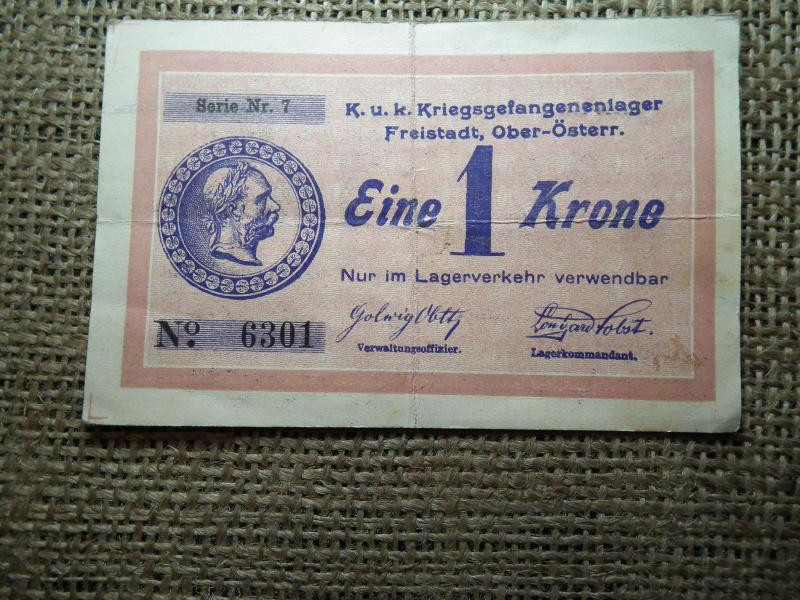 Serie Nr. 7
K. u. k. Kriegsgefangenenlager
Freistadt, Ober-Österr.
Eine 1 Krone
Nur im Lagerverkehr verwendbar
No. 6301
Verwaltungsoffizier.
Lagerkommandant.